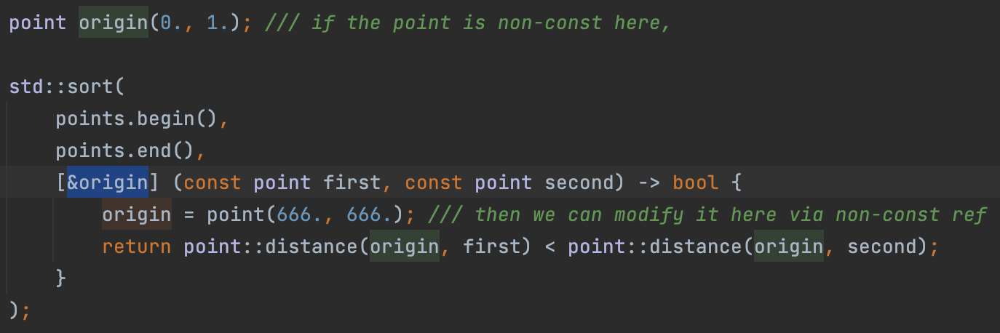 point origin(0., 1.); /// if the point is non-const here,
std::sort(
points.begin(),
points.end(),
[&origin] (const point first, const point second) -> bool {
origin = point(666., 666.); /// then we can modify it here via non-const ref
return point::distance(origin, first) < point::distance(origin, second);
}
);